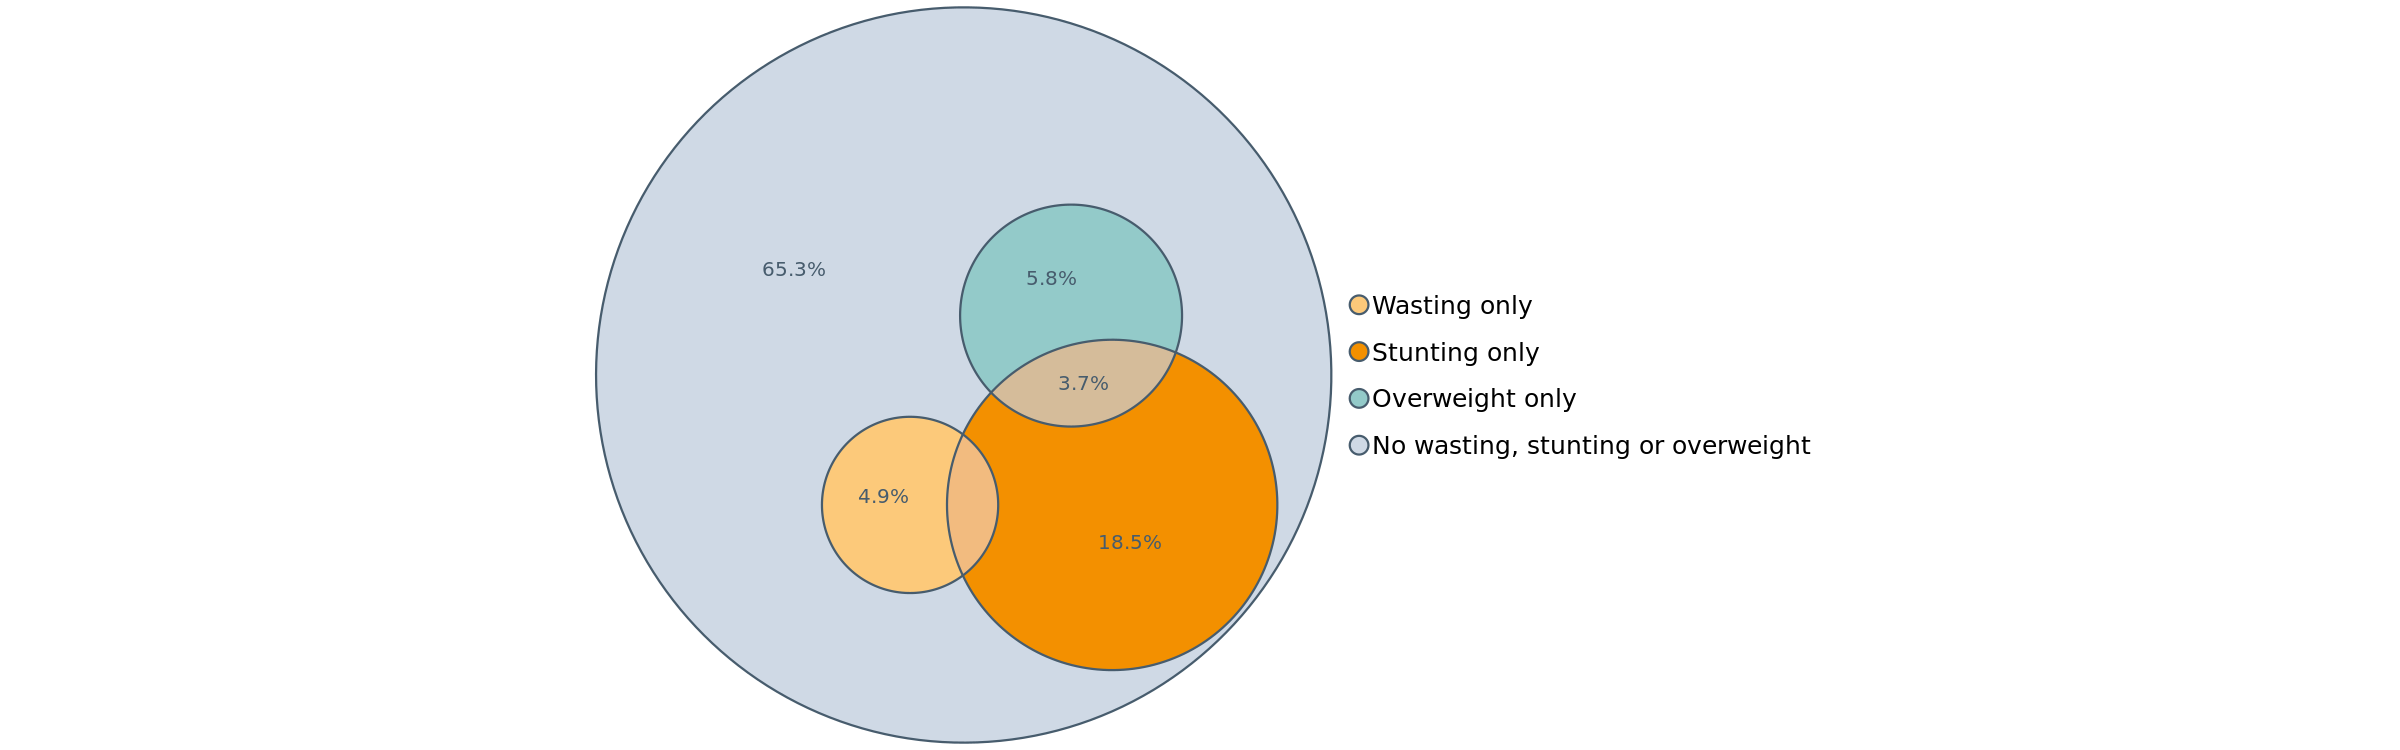 65.3%
5.8%
3.7%
4.9%
18.5%
Wasting only
Stunting only
Overweight only
No wasting, stunting or overweight